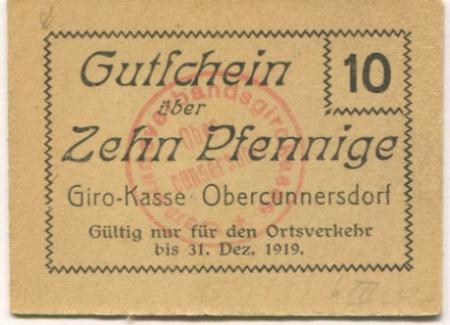 Gutschein
10
über
Zehn Pfennige
Giro-Kasse Obercunnersdorf
Gültig nur für den Ortsverkehr
bis 31. Dez. 1919.